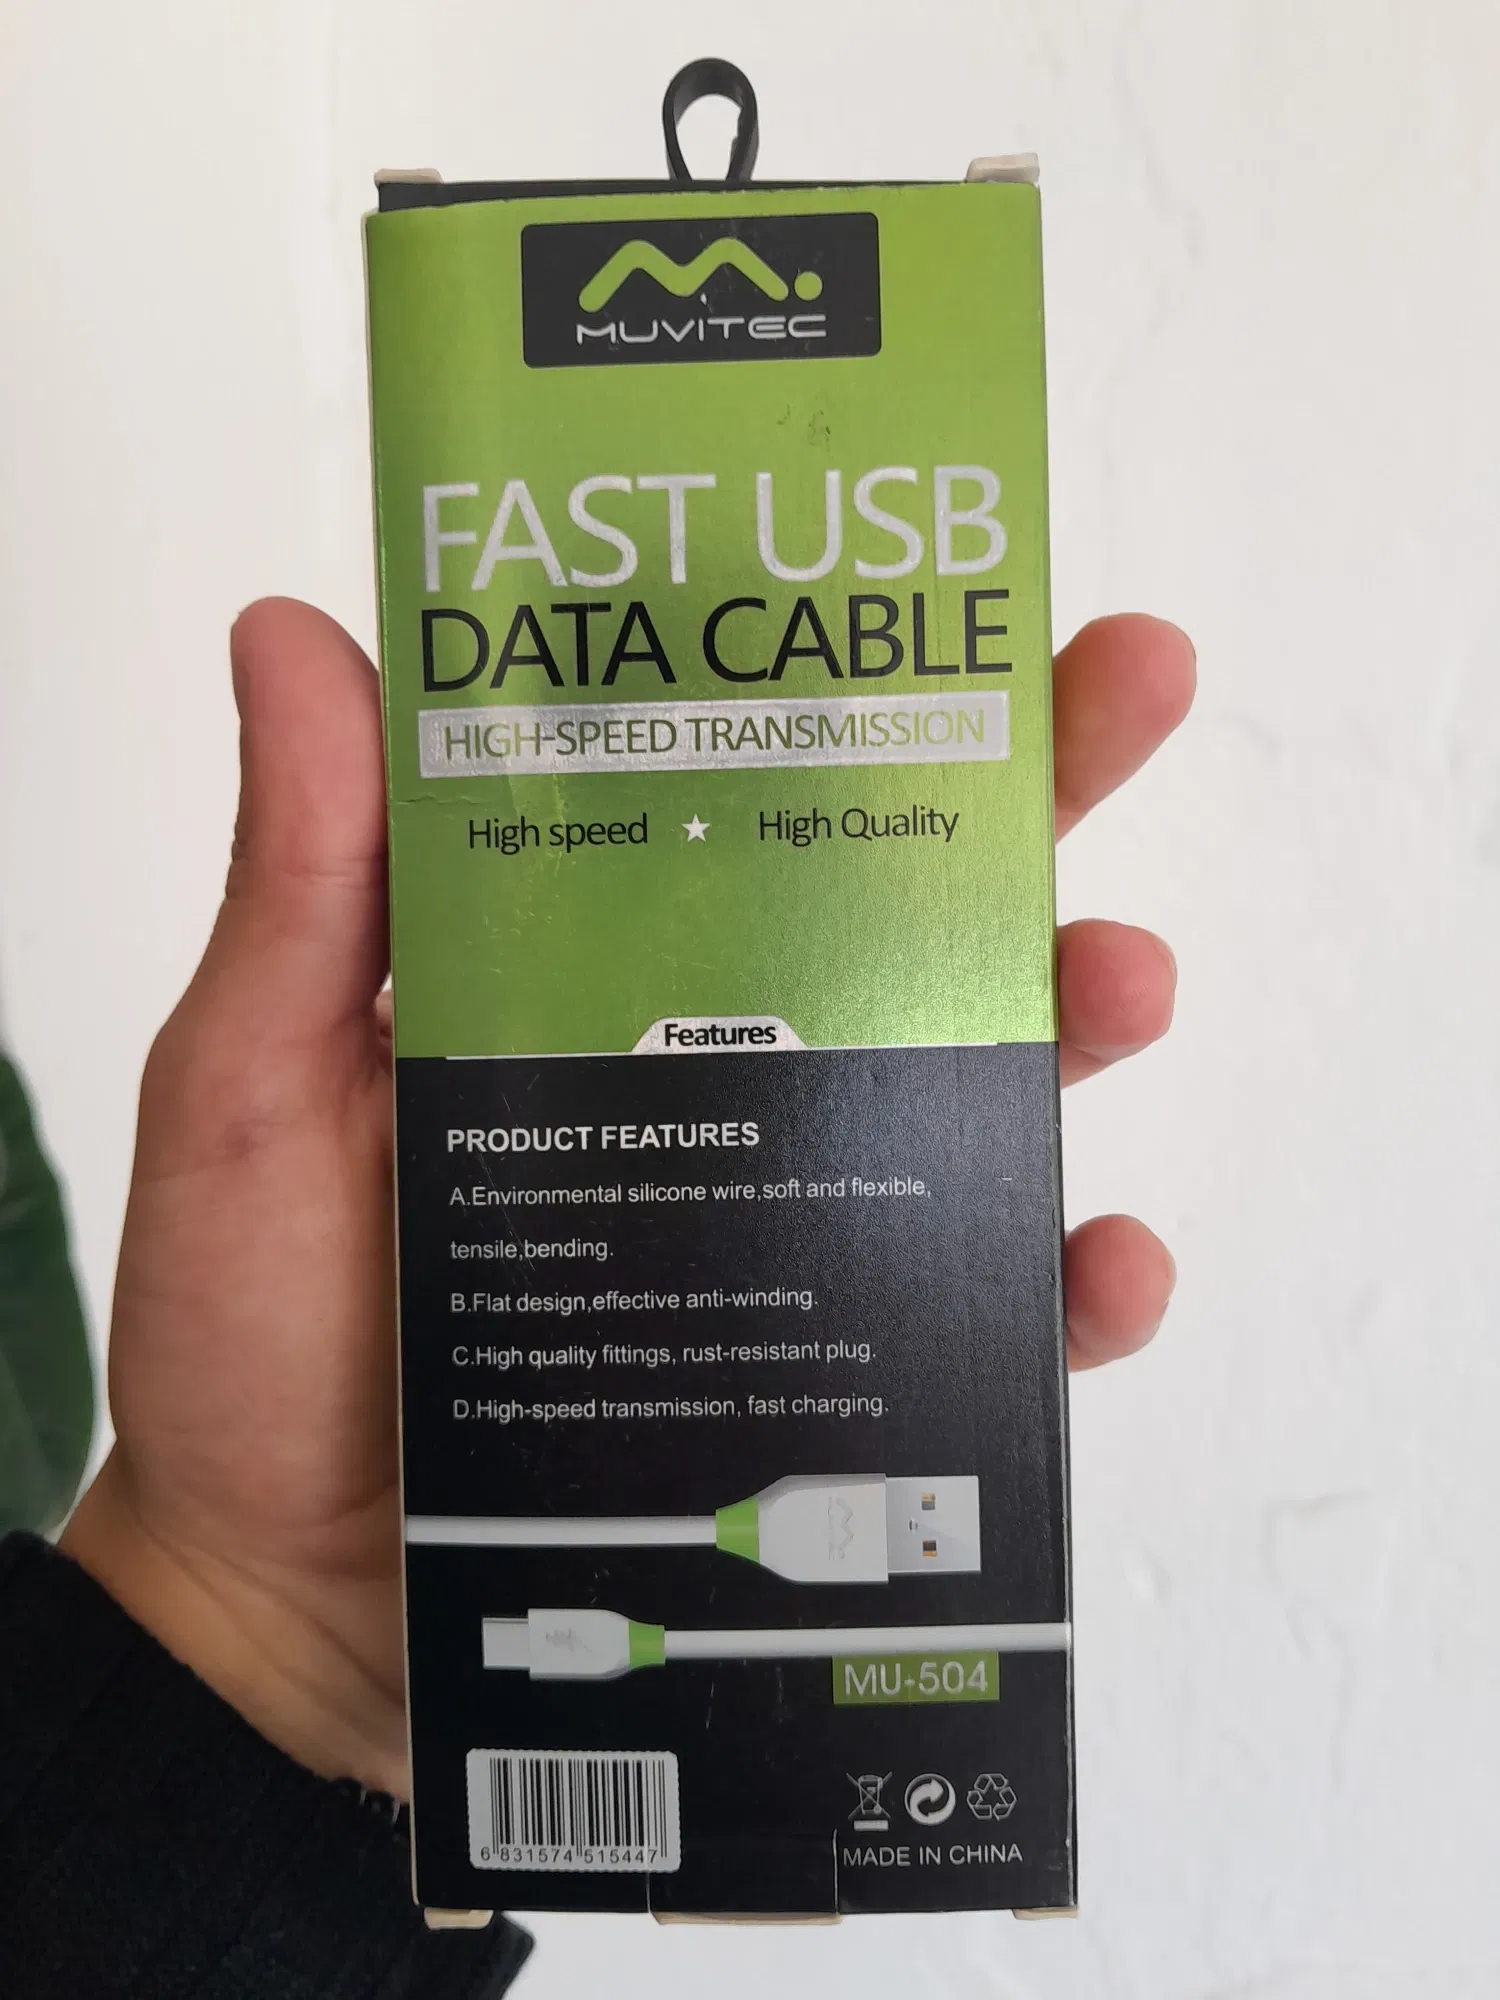 MUVITEC
FAST USB
DATA CABLE
HIGH-SPEED TRANSMISSION
High speed ★ High Quality
Features
PRODUCT FEATURES
A.Environmental silicone wire,soft and flexible,
tensile,bending.
B.Flat design,effective anti-winding.
C.High quality fittings, rust-resistant plug.
D.High-speed transmission, fast charging.
MU-504
6 831574 515447
MADE IN CHINA